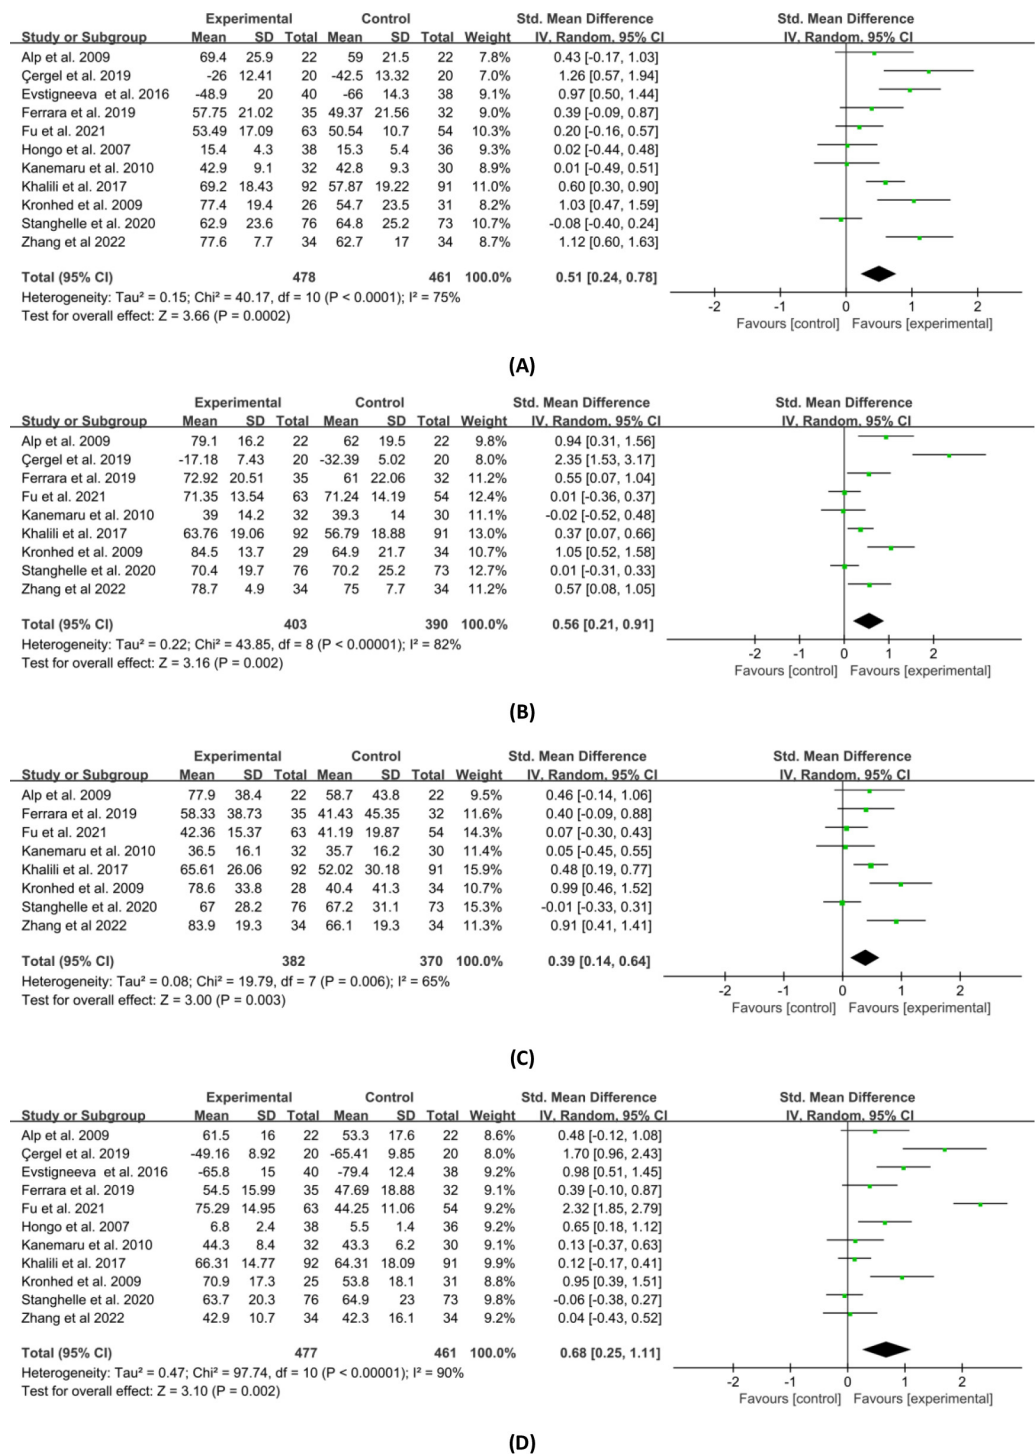 Experimental Control Std. Mean Difference Std. Mean Difference
Study or Subgroup Mean SD Total Mean SD Total Weight IV, Random, 95% CI IV, Random, 95% CI
Alp et al. 2009 69.4 25.9 22 59 21.5 22 7.8% 0.43 [-0.17, 1.03]
Çergel et al. 2019 -26 12.41 20 -42.5 13.32 20 7.0% 1.26 [0.57, 1.94]
Evstigneeva et al. 2016 -48.9 20 40 -66 14.3 38 9.1% 0.97 [0.50, 1.44]
Ferrara et al. 2019 57.75 21.02 35 49.37 21.56 32 9.0% 0.39 [-0.09, 0.87]
Fu et al. 2021 53.49 17.09 63 50.54 10.7 54 10.3% 0.20 [-0.16, 0.57]
Hongo et al. 2007 15.4 4.3 38 15.3 5.4 36 9.3% 0.02 [-0.44, 0.48]
Kanemaru et al. 2010 42.9 9.1 32 42.8 9.3 30 8.9% 0.01 [-0.49, 0.51]
Khalili et al. 2017 69.2 18.43 92 57.87 19.22 91 11.0% 0.60 [0.30, 0.90]
Kronhed et al. 2009 77.4 19.4 26 54.7 23.5 31 8.3% 1.03 [0.47, 1.59]
Stanghelle et al. 2020 62.9 23.6 76 64.8 25.2 73 10.7% -0.08 [-0.40, 0.24]
Zhang et al 2022 77.6 7.7 34 62.7 17 34 8.7% 1.12 [0.60, 1.63]
Total (95% CI) 478 461 100.0% 0.51 [0.24, 0.78]
Heterogeneity: Tau² = 0.15; Chi² = 40.17, df = 10 (P < 0.0001); I² = 75%
Test for overall effect: Z = 3.66 (P = 0.0002)
-2 -1 0 1 2
Favours [control] Favours [experimental]
(A)
Experimental Control Std. Mean Difference Std. Mean Difference
Study or Subgroup Mean SD Total Mean SD Total Weight IV, Random, 95% CI IV, Random, 95% CI
Alp et al. 2009 79.1 16.2 22 62 19.5 22 9.8% 0.94 [0.31, 1.56]
Çergel et al. 2019 -17.18 7.43 20 -32.39 5.02 20 8.0% 2.35 [1.53, 3.17]
Ferrara et al. 2019 72.92 20.51 35 61 22.06 32 11.2% 0.55 [0.07, 1.04]
Fu et al. 2021 71.35 13.54 63 71.24 14.19 54 12.4% 0.01 [-0.36, 0.37]
Kanemaru et al. 2010 39 14.2 32 39.3 14 30 11.1% -0.02 [-0.52, 0.48]
Khalili et al. 2017 63.76 19.06 92 56.79 18.88 91 13.0% 0.37 [0.07, 0.66]
Kronhed et al. 2009 84.5 13.7 29 64.9 21.7 34 10.7% 1.05 [0.52, 1.58]
Stanghelle et al. 2020 70.4 19.7 76 70.2 25.2 73 12.7% 0.01 [-0.31, 0.33]
Zhang et al 2022 78.7 4.9 34 75 7.7 34 11.2% 0.57 [0.08, 1.05]
Total (95% CI) 403 390 100.0% 0.56 [0.21, 0.91]
Heterogeneity: Tau² = 0.22; Chi² = 43.85, df = 8 (P < 0.00001); I² = 82%
Test for overall effect: Z = 3.16 (P = 0.002)
-2 -1 0 1 2
Favours [control] Favours [experimental]
(B)
Experimental Control Std. Mean Difference Std. Mean Difference
Study or Subgroup Mean SD Total Mean SD Total Weight IV, Random, 95% CI IV, Random, 95% CI
Alp et al. 2009 77.9 38.4 22 58.7 43.8 22 9.5% 0.46 [-0.14, 1.06]
Ferrara et al. 2019 58.33 38.73 35 41.43 45.35 32 11.6% 0.40 [-0.09, 0.88]
Fu et al. 2021 42.36 15.37 63 41.19 19.87 54 14.3% 0.07 [-0.30, 0.43]
Kanemaru et al. 2010 36.5 16.1 32 35.7 16.2 30 11.4% 0.05 [-0.45, 0.55]
Khalili et al. 2017 65.61 26.06 92 52.02 30.18 91 15.9% 0.48 [0.19, 0.77]
Kronhed et al. 2009 78.6 33.8 28 40.4 41.3 34 10.7% 0.99 [0.46, 1.52]
Stanghelle et al. 2020 67 28.2 76 67.2 31.1 73 15.3% -0.01 [-0.33, 0.31]
Zhang et al 2022 83.9 19.3 34 66.1 19.3 34 11.3% 0.91 [0.41, 1.41]
Total (95% CI) 382 370 100.0% 0.39 [0.14, 0.64]
Heterogeneity: Tau² = 0.08; Chi² = 19.79, df = 7 (P = 0.006); I² = 65%
Test for overall effect: Z = 3.00 (P = 0.003)
-2 -1 0 1 2
Favours [control] Favours [experimental]
(C)
Experimental Control Std. Mean Difference Std. Mean Difference
Study or Subgroup Mean SD Total Mean SD Total Weight IV, Random, 95% CI IV, Random, 95% CI
Alp et al. 2009 61.5 16 22 53.3 17.6 22 8.6% 0.48 [-0.12, 1.08]
Çergel et al. 2019 -49.16 8.92 20 -65.41 9.85 20 8.0% 1.70 [0.96, 2.43]
Evstigneeva et al. 2016 -65.8 15 40 -79.4 12.4 38 9.2% 0.98 [0.51, 1.45]
Ferrara et al. 2019 54.5 15.99 35 47.69 18.88 32 9.1% 0.39 [-0.10, 0.87]
Fu et al. 2021 75.29 14.95 63 44.25 11.06 54 9.2% 2.32 [1.85, 2.79]
Hongo et al. 2007 6.8 2.4 38 5.5 1.4 36 9.2% 0.65 [0.18, 1.12]
Kanemaru et al. 2010 44.3 8.4 32 43.3 6.2 30 9.1% 0.13 [-0.37, 0.63]
Khalili et al. 2017 66.31 14.77 92 64.31 18.09 91 9.9% 0.12 [-0.17, 0.41]
Kronhed et al. 2009 70.9 17.3 25 53.8 18.1 31 8.8% 0.95 [0.39, 1.51]
Stanghelle et al. 2020 63.7 20.3 76 64.9 23 73 9.8% -0.06 [-0.38, 0.27]
Zhang et al 2022 42.9 10.7 34 42.3 16.1 34 9.2% 0.04 [-0.43, 0.52]
Total (95% CI) 477 461 100.0% 0.68 [0.25, 1.11]
Heterogeneity: Tau² = 0.47; Chi² = 97.74, df = 10 (P < 0.00001); I² = 90%
Test for overall effect: Z = 3.10 (P = 0.002)
-2 -1 0 1 2
Favours [control] Favours [experimental]
(D)